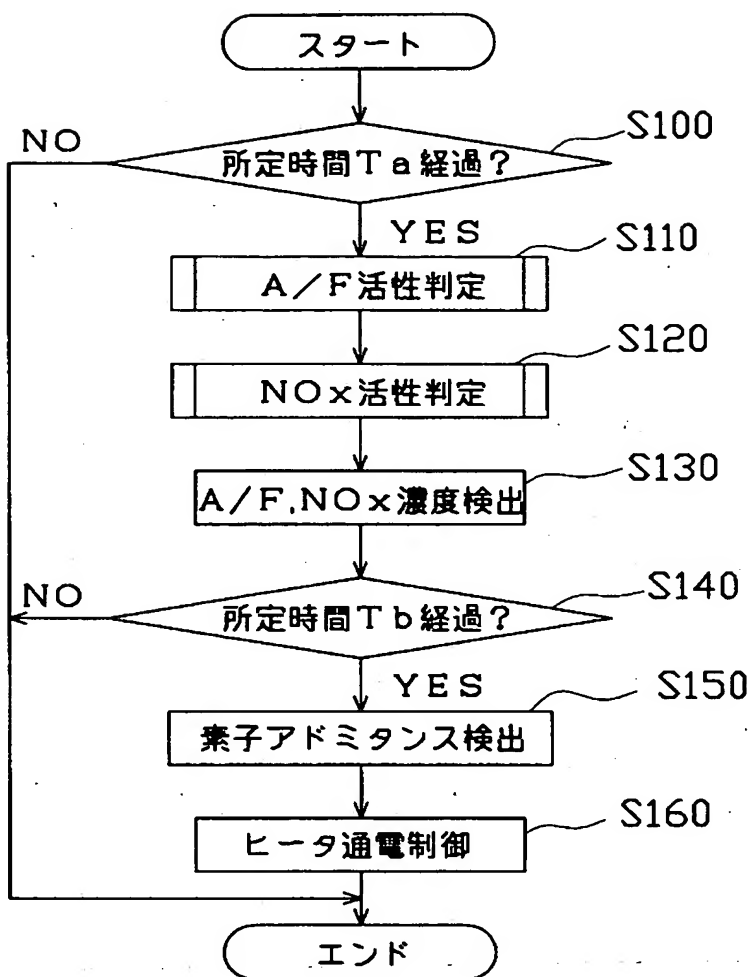 スタート
S100
NO
所定時間Ta経過?
YES
S110
A/F活性判定
S120
NOx活性判定
S130
A/F,NOx濃度検出
S140
NO
所定時間Tb経過?
YES
S150
素子アドミタンス検出
S160
ヒータ通電制御
エンド